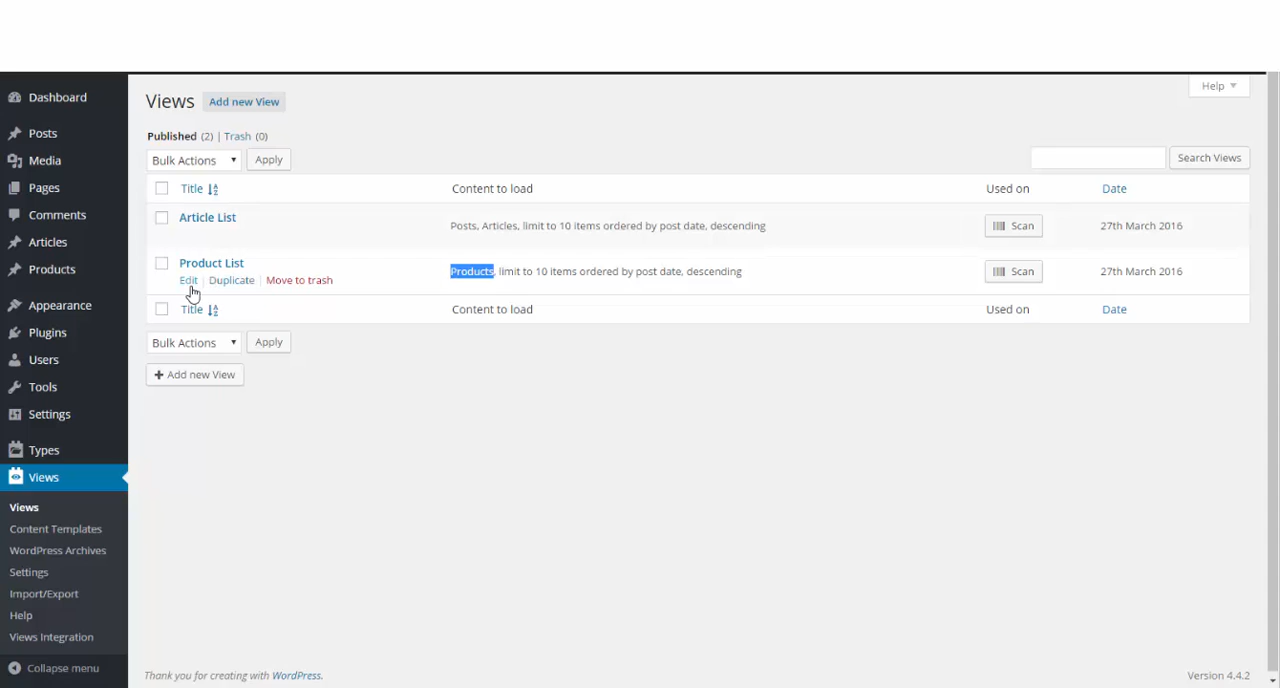 Help
Dashboard
Posts
Media
Pages
Comments
Articles
Products
Appearance
Plugins
Users
Tools
Settings
Types
Views
Views
Content Templates
WordPress Archives
Settings
Import/Export
Help
Views Integration
Collapse menu
Views Add new View
Published (2) | Trash (0)
Bulk Actions Apply
Search Views
Title Content to load Used on Date
Article List
Posts, Articles, limit to 10 items ordered by post date, descending Scan 27th March 2016
Product List
Products, limit to 10 items ordered by post date, descending Scan 27th March 2016
Edit | Duplicate | Move to trash
Title Content to load Used on Date
Bulk Actions Apply
Add new View
Thank you for creating with WordPress. Version 4.4.2